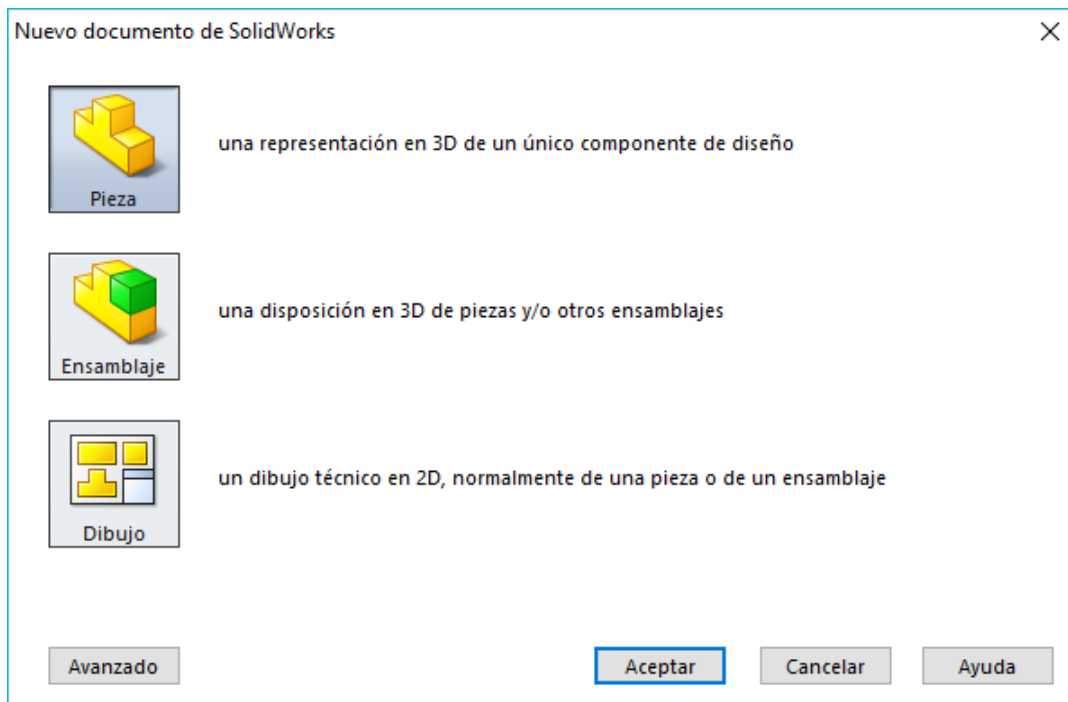 Nuevo documento de SolidWorks
Pieza
una representación en 3D de un único componente de diseño
Ensamblaje
una disposición en 3D de piezas y/o otros ensamblajes
Dibujo
un dibujo técnico en 2D, normalmente de una pieza o de un ensamblaje
Avanzado
Aceptar
Cancelar
Ayuda